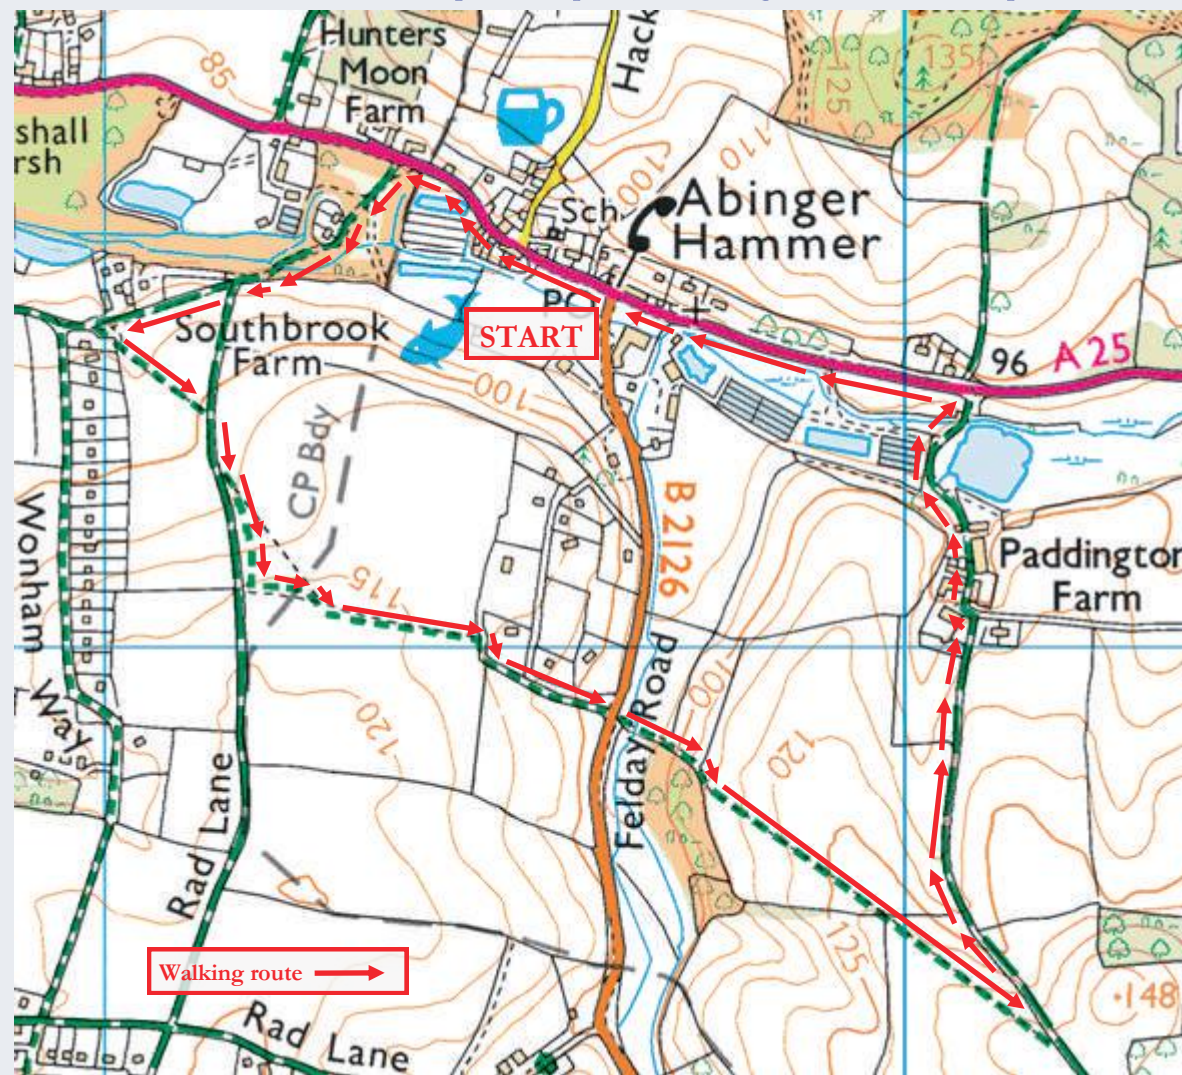 Hunters
Moon
Farm
85
Hack
125
135
shall
rsh
100
110
Sch
Abinger
Hammer
PO
START
Southbrook
Farm
100
96
A 25
CP Bdy
B 2126
Wonham
Way
115
Paddington
Farm
120
Rad Lane
Felday Road
100
120
125
148
Walking route
Rad Lane